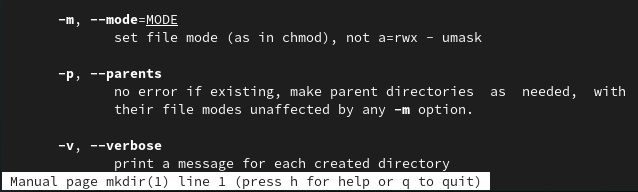 -m, --mode=MODE
set file mode (as in chmod), not a=rwx - umask
-p, --parents
no error if existing, make parent directories as needed, with
their file modes unaffected by any -m option.
-v, --verbose
print a message for each created directory
Manual page mkdir(1) line 1 (press h for help or q to quit)